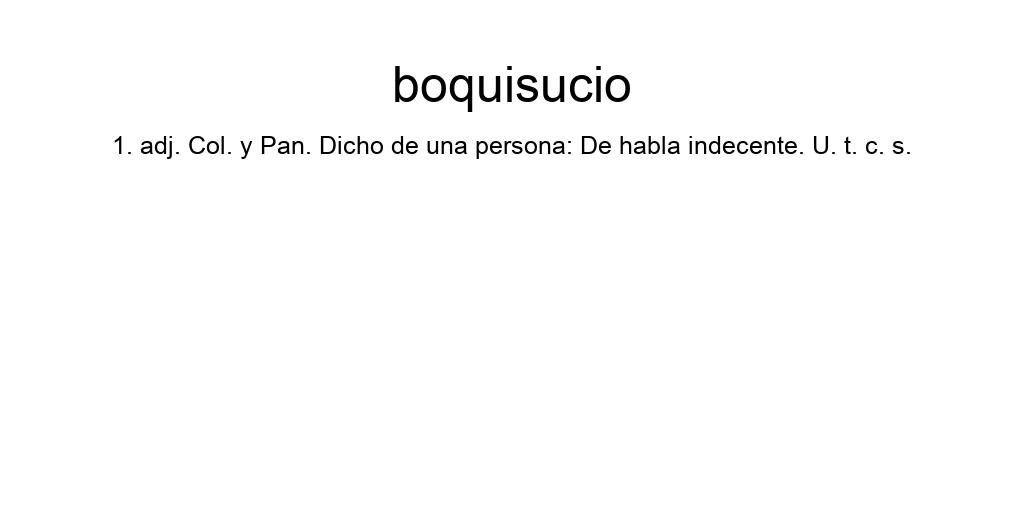 boquisucio
1. adj. Col. y Pan. Dicho de una persona: De habla indecente. U. t. c. s.